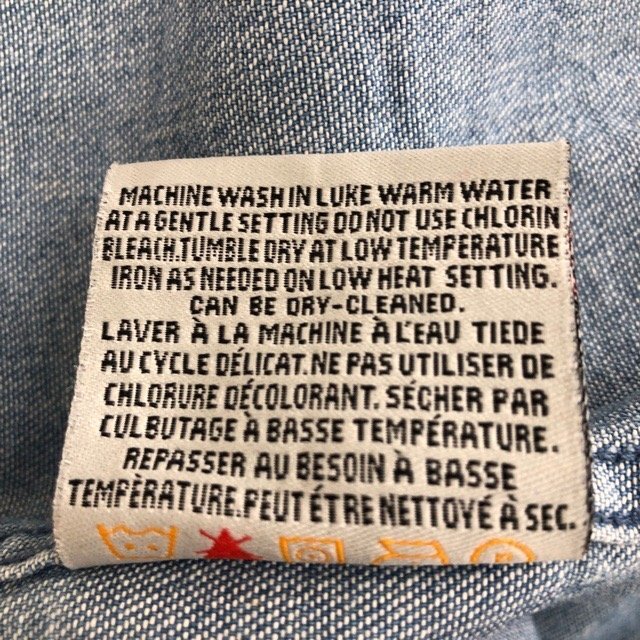 MACHINE WASH IN LUKE WARM WATER
AT A GENTLE SETTING DO NOT USE CHLORIN
BLEACH.TUMBLE DRY AT LOW TEMPERATURE
IRON AS NEEDED ON LOW HEAT SETTING.
CAN BE DRY-CLEANED.
LAVER À LA MACHINE À L'EAU TIEDE
AU CYCLE DÉLICAT.NE PAS UTILISER DE
CHLORURE DÉCOLORANT. SÉCHER PAR
CULBUTAGE À BASSE TEMPÉRATURE.
REPASSER AU BESOIN À BASSE
TEMPÈRATURE.PEUT ÉTRE NETTOYÉ À SEC.